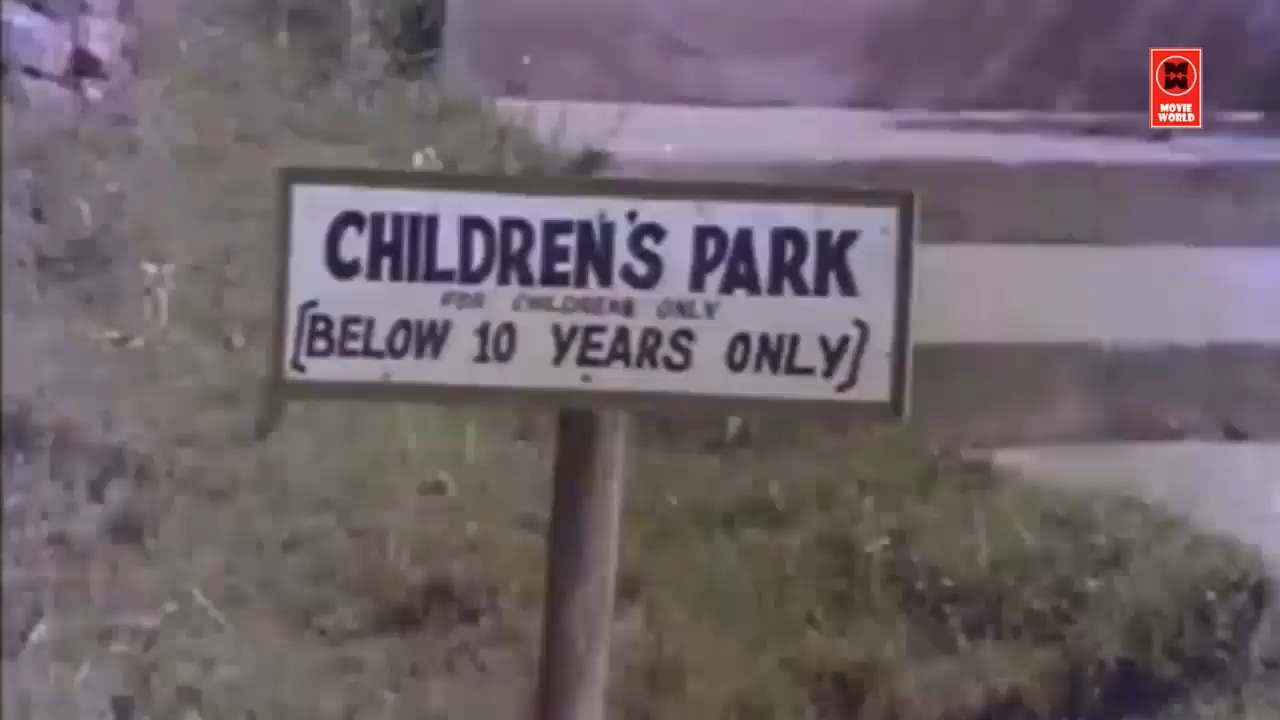 MOVIE
WORLD
CHILDREN'S PARK
FOR CHILDRENS ONLY
[BELOW 10 YEARS ONLY]